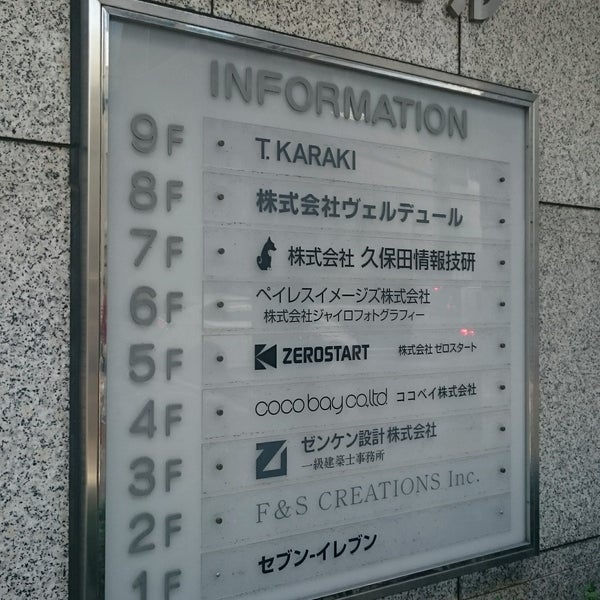 INFORMATION
9F T. KARAKI
8F 株式会社ヴェルデュール
7F 株式会社 久保田情報技研
6F ペイレスイメージズ株式会社
株式会社ジャイロフォトグラフィー
5F ZEROSTART 株式会社ゼロスタート
4F cocobay co.ltd ココベイ株式会社
3F ゼンケン設計株式会社
一級建築士事務所
2F F&S CREATIONS Inc.
1F セブン-イレブン